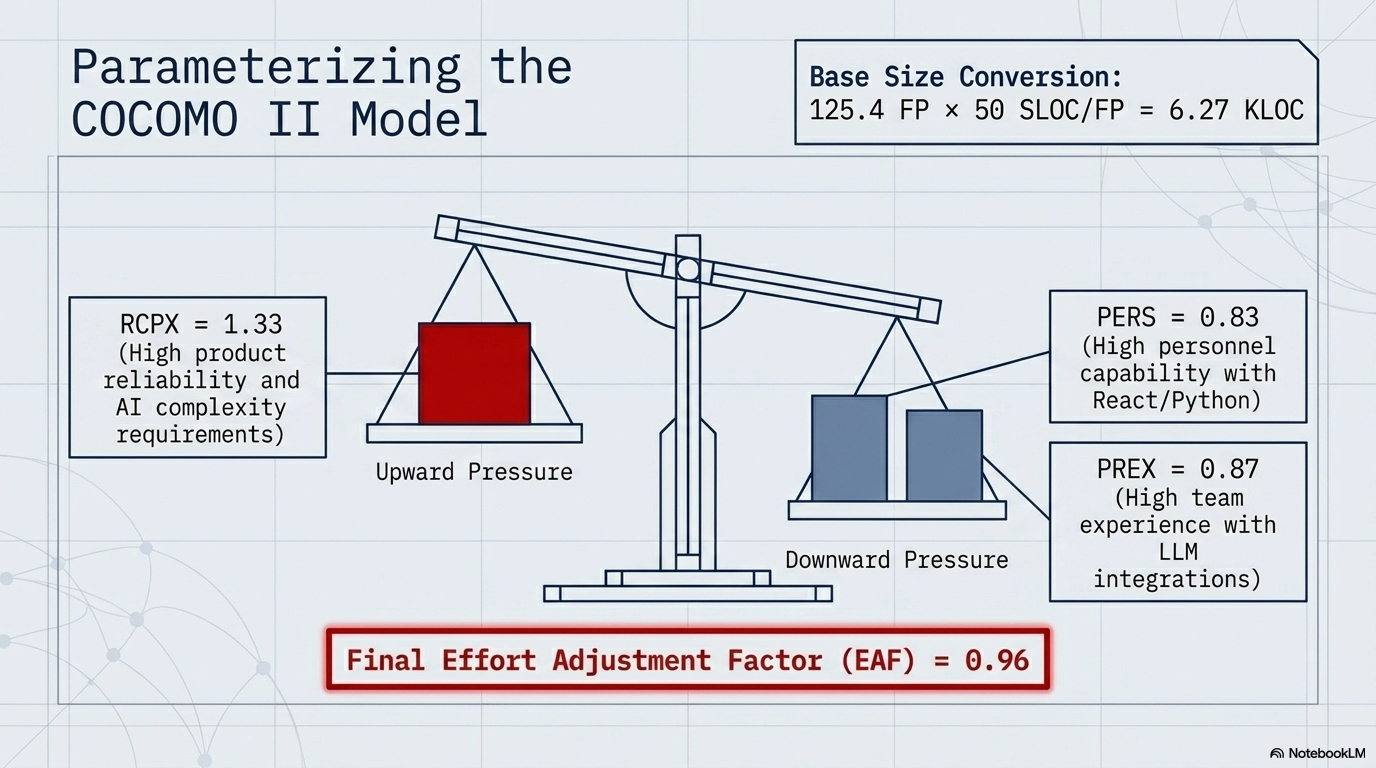 Parameterizing the
COCOMO II Model
Base Size Conversion:
125.4 FP × 50 SLOC/FP = 6.27 KLOC
RCPX = 1.33
(High product
reliability and
AI complexity
requirements)
Upward Pressure
PERS = 0.83
(High personnel
capability with
React/Python)
PREX = 0.87
(High team
experience with
LLM
integrations)
Downward Pressure
Final Effort Adjustment Factor (EAF) = 0.96
NotebookLM